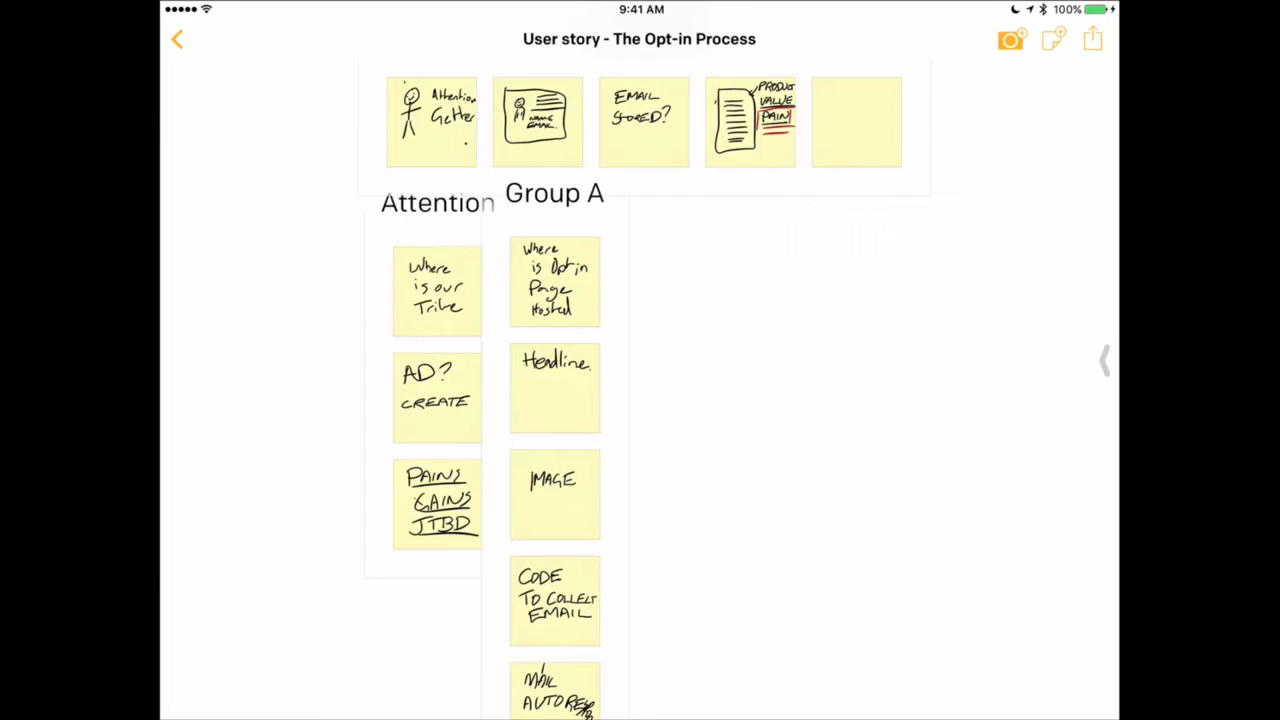 9:41 AM
100%
User story - The Opt-in Process
Attention
Getter
NAME
EMAIL
EMAIL
STORED?
PRODUCT
VALUE
PAIN
Attention
Where
is our
Tribe
AD?
CREATE
PAINS
GAINS
JTBD
Group A
Where
is Opt in
Page
Hosted
Headline.
IMAGE
CODE
TO COLLECT
EMAIL
MAIL